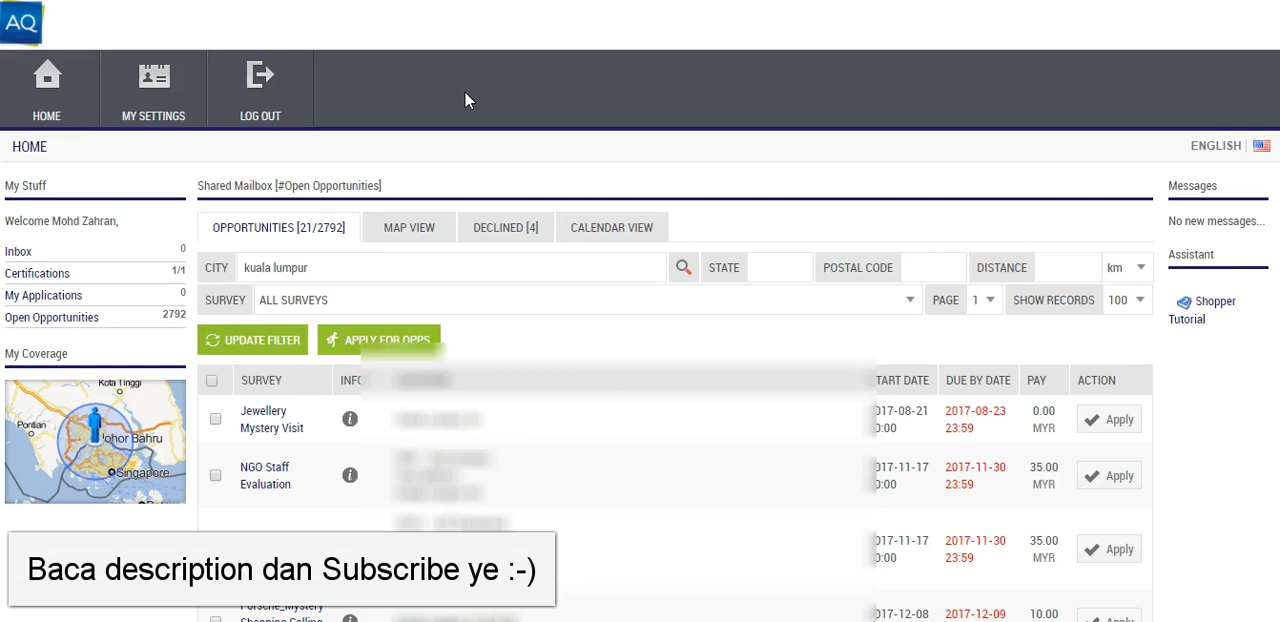 AQ
HOME
MY SETTINGS
LOG OUT
HOME
ENGLISH
My Stuff
Welcome Mohd Zahran,
Inbox 0
Certifications 1/1
My Applications 0
Open Opportunities 2792
My Coverage
Kota Tinggi
Pontian
Johor Bahru
Singapore
Shared Mailbox [#Open Opportunities]
OPPORTUNITIES [21/2792]
MAP VIEW
DECLINED [4]
CALENDAR VIEW
CITY kuala lumpur STATE POSTAL CODE DISTANCE km
SURVEY ALL SURVEYS PAGE 1 SHOW RECORDS 100
UPDATE FILTER
APPLY FOR OPPS
SURVEY INFO TART DATE DUE BY DATE PAY ACTION
Jewellery
Mystery Visit
017-08-21
0:00
2017-08-23
23:59
0.00
MYR
Apply
NGO Staff
Evaluation
017-11-17
0:00
2017-11-30
23:59
35.00
MYR
Apply
017-11-17
0:00
2017-11-30
23:59
35.00
MYR
Apply
Porsche_Mystery
Shopping Calling
017-12-08
2017-12-09
10.00
Apply
Messages
No new messages...
Assistant
Shopper
Tutorial
Baca description dan Subscribe ye :-)